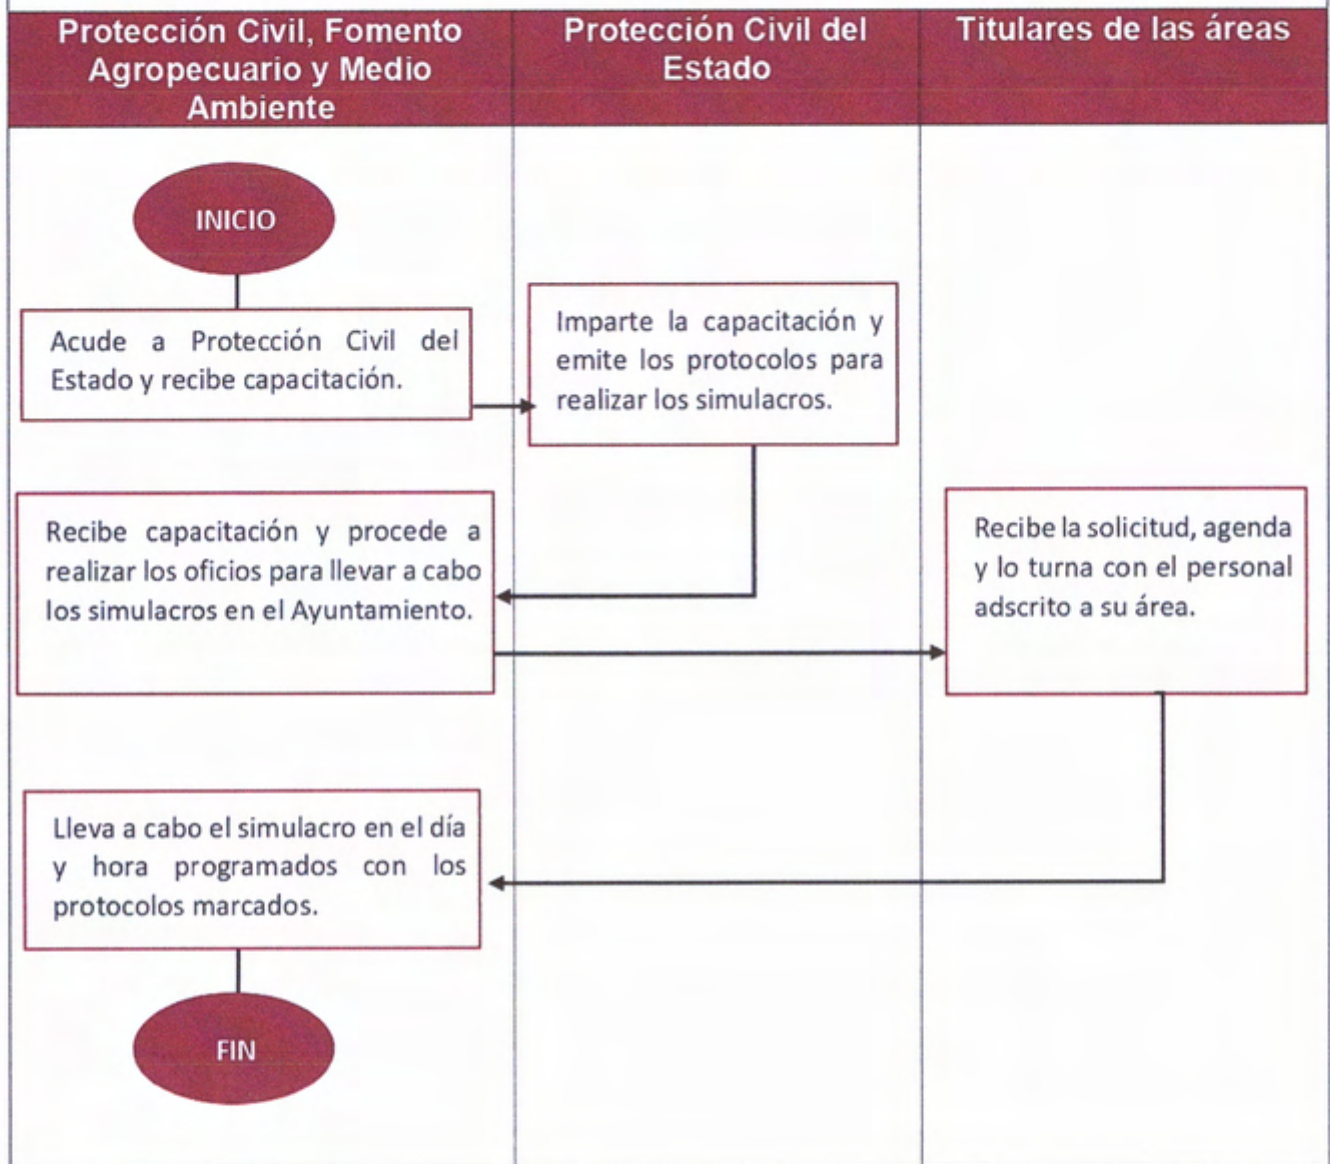 Protección Civil, Fomento
Agropecuario y Medio
Ambiente
Protección Civil del
Estado
Titulares de las áreas
INICIO
Acude a Protección Civil del
Estado y recibe capacitación.
Imparte la capacitación y
emite los protocolos para
realizar los simulacros.
Recibe capacitación y procede a
realizar los oficios para llevar a cabo
los simulacros en el Ayuntamiento.
Recibe la solicitud, agenda
y lo turna con el personal
adscrito a su área.
Lleva a cabo el simulacro en el día
y hora programados con los
protocolos marcados.
FIN